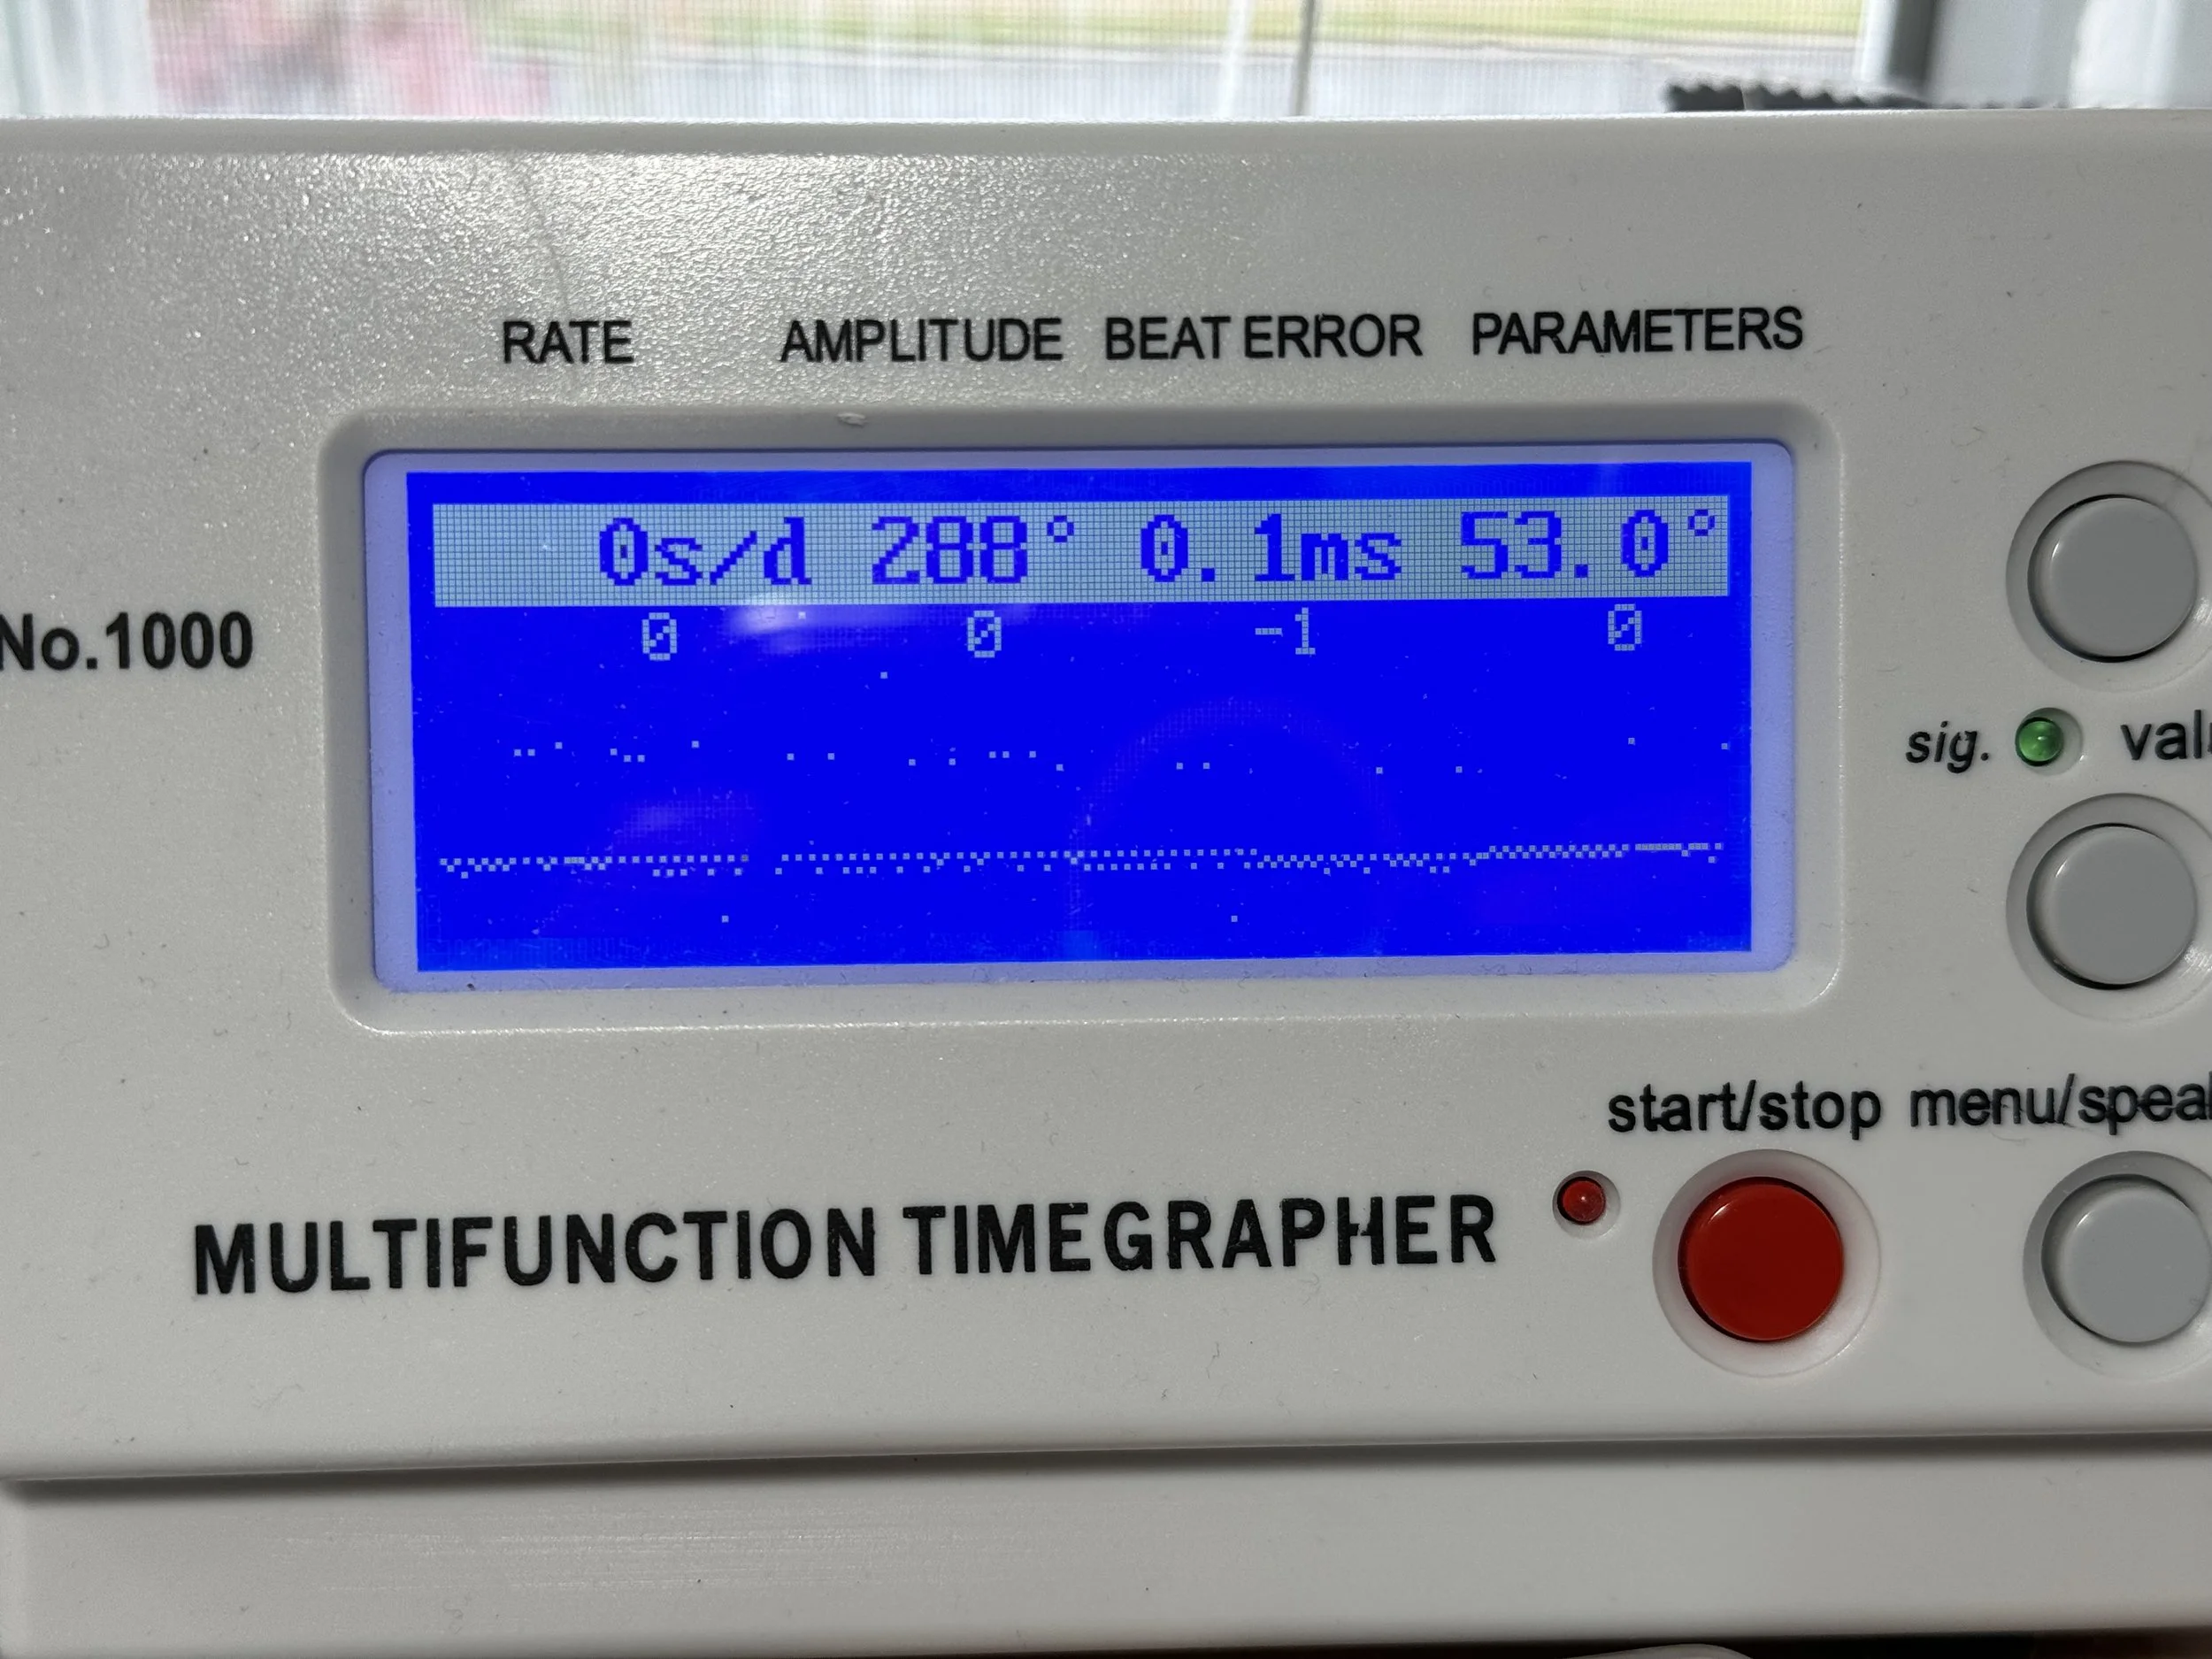 RATE AMPLITUDE BEAT ERROR PARAMETERS
0s/d 288° 0.1ms 53.0°
0 0 -1 0
No.1000
sig.
start/stop
MULTIFUNCTION TIMEGRAPHER